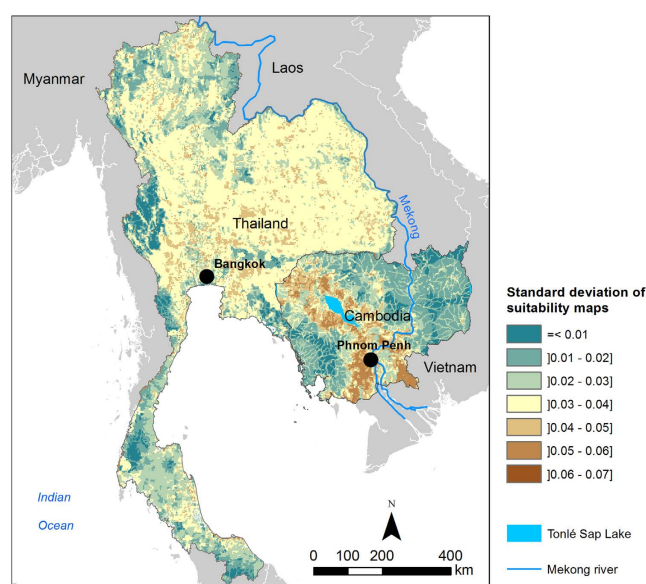 Myanmar
Laos
Mekong
Thailand
Bangkok
Cambodia
Phnom Penh
Vietnam
Indian
Ocean
N
0 100 200 400
km
Standard deviation of
suitability maps
=< 0.01
]0.01 - 0.02]
]0.02 - 0.03]
]0.03 - 0.04]
]0.04 - 0.05]
]0.05 - 0.06]
]0.06 - 0.07]
Tonlé Sap Lake
Mekong river